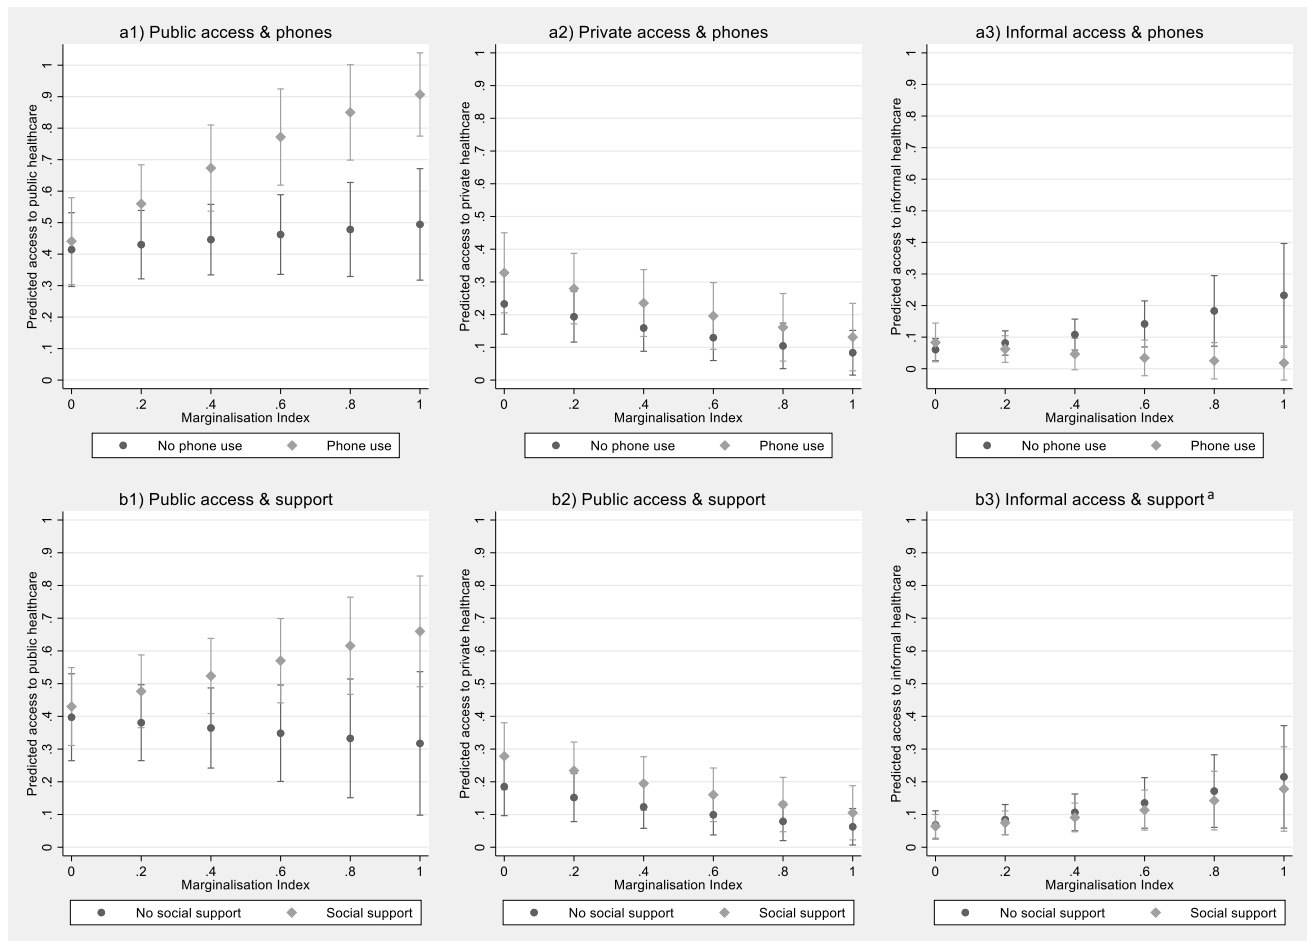 a1) Public access & phones
Predicted access to public healthcare
1
.9
.8
.7
.6
.5
.4
.3
.2
.1
0
0 .2 .4 .6 .8 1
Marginalisation Index
No phone use Phone use
a2) Private access & phones
Predicted access to private healthcare
1
.9
.8
.7
.6
.5
.4
.3
.2
.1
0
0 .2 .4 .6 .8 1
Marginalisation Index
No phone use Phone use
a3) Informal access & phones
Predicted access to informal healthcare
1
.9
.8
.7
.6
.5
.4
.3
.2
.1
0
0 .2 .4 .6 .8 1
Marginalisation Index
No phone use Phone use
b1) Public access & support
Predicted access to public healthcare
1
.9
.8
.7
.6
.5
.4
.3
.2
.1
0
0 .2 .4 .6 .8 1
Marginalisation Index
No social support Social support
b2) Public access & support
Predicted access to private healthcare
1
.9
.8
.7
.6
.5
.4
.3
.2
.1
0
0 .2 .4 .6 .8 1
Marginalisation Index
No social support Social support
b3) Informal access & support a
Predicted access to informal healthcare
1
.9
.8
.7
.6
.5
.4
.3
.2
.1
0
0 .2 .4 .6 .8 1
Marginalisation Index
No social support Social support